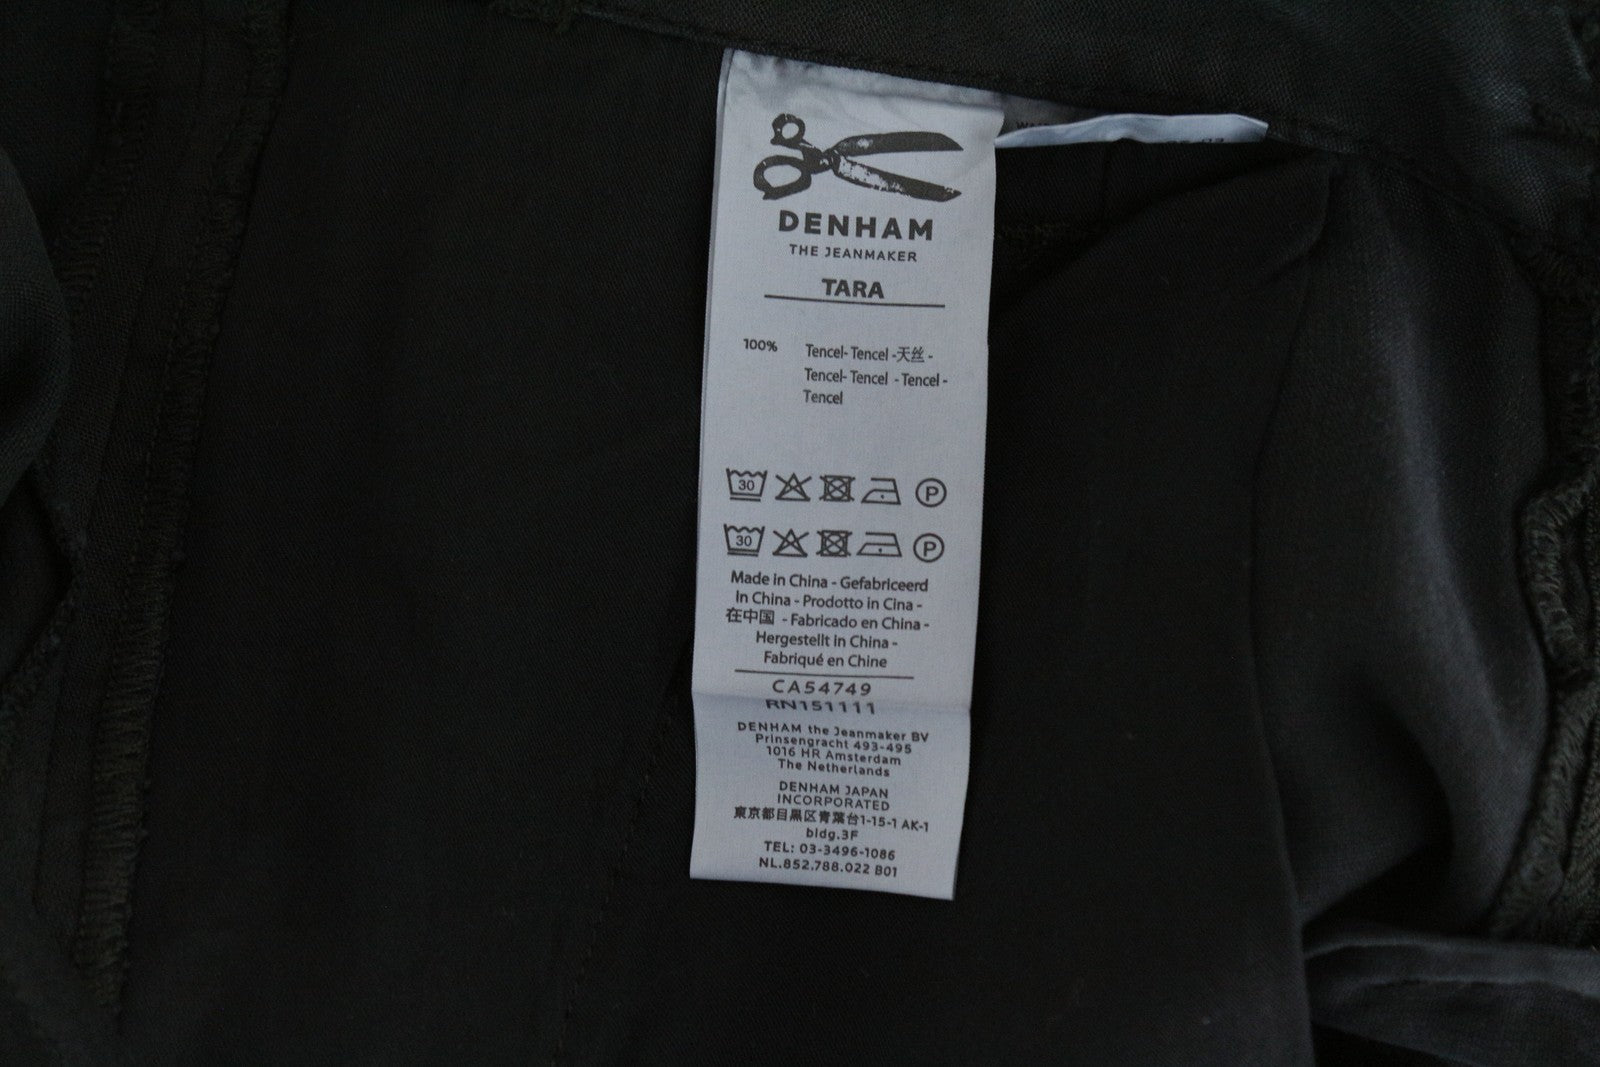 DENHAM
THE JEANMAKER
TARA
100% Tencel- Tencel -天丝 -
Tencel- Tencel - Tencel -
Tencel
30 P
30 P
Made in China - Gefabriceerd
In China - Prodotto in Cina -
在中国 - Fabricado en China -
Hergestellt in China -
Fabriqué en Chine
CA54749
RN151111
DENHAM the Jeanmaker BV
Prinsengracht 493-495
1016 HR Amsterdam
The Netherlands
DENHAM JAPAN
INCORPORATED
東京都目黒区青葉台1-15-1 AK-1
bldg.3F
TEL: 03-3496-1086
NL.852.788.022 B01